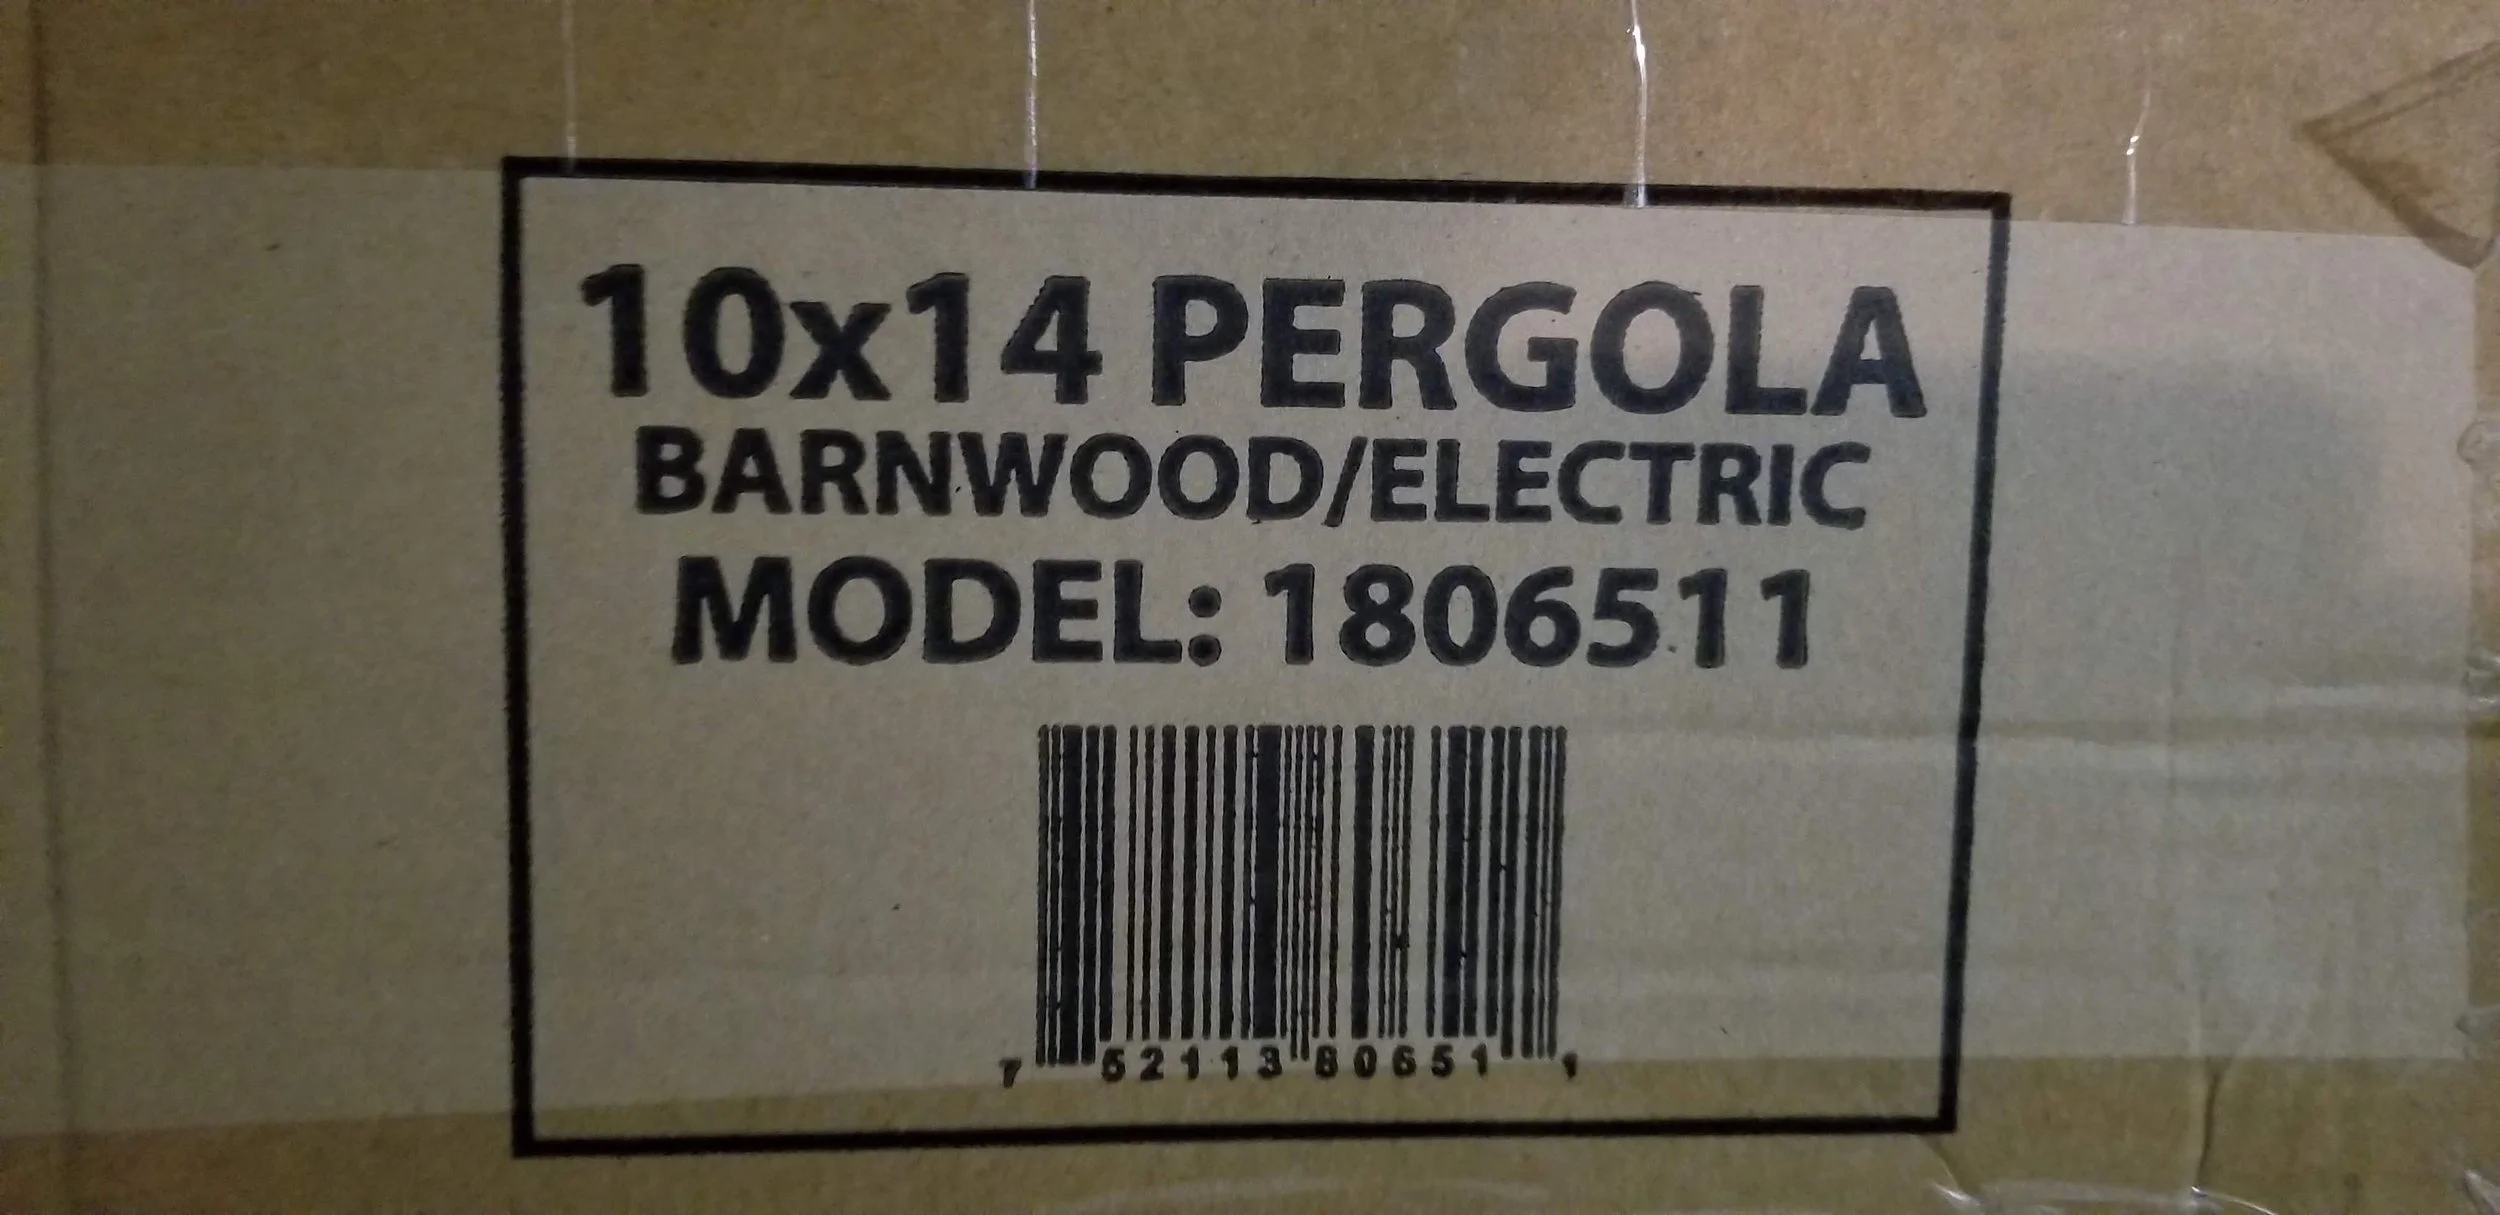 10x14 PERGOLA
BARNWOOD/ELECTRIC
MODEL: 1806511
7 52113 80651 1